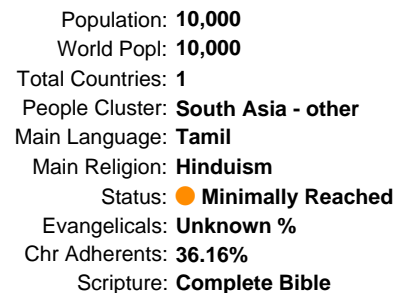 Population: 10,000
World Popl: 10,000
Total Countries: 1
People Cluster: South Asia - other
Main Language: Tamil
Main Religion: Hinduism
Status: Minimally Reached
Evangelicals: Unknown %
Chr Adherents: 36.16%
Scripture: Complete Bible